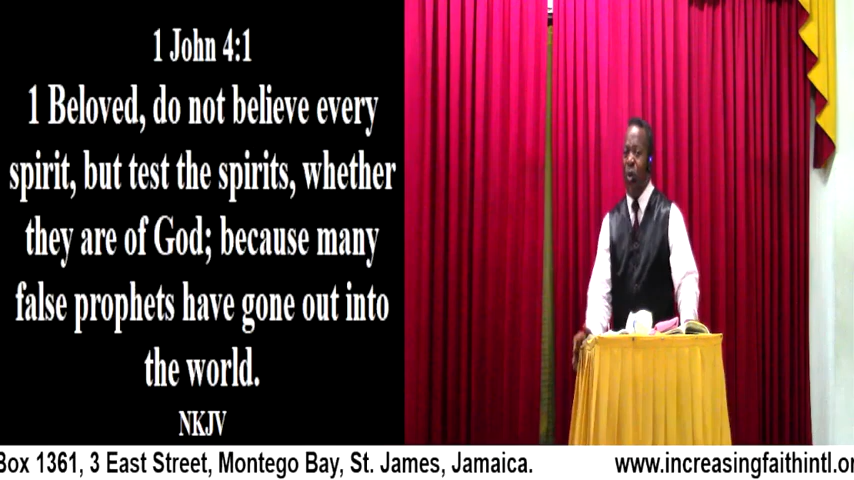 1 John 4:1
1 Beloved, do not believe every
spirit, but test the spirits, whether
they are of God; because many
false prophets have gone out into
the world.
NKJV
Box 1361, 3 East Street, Montego Bay, St. James, Jamaica. www.increasingfaithintl.or